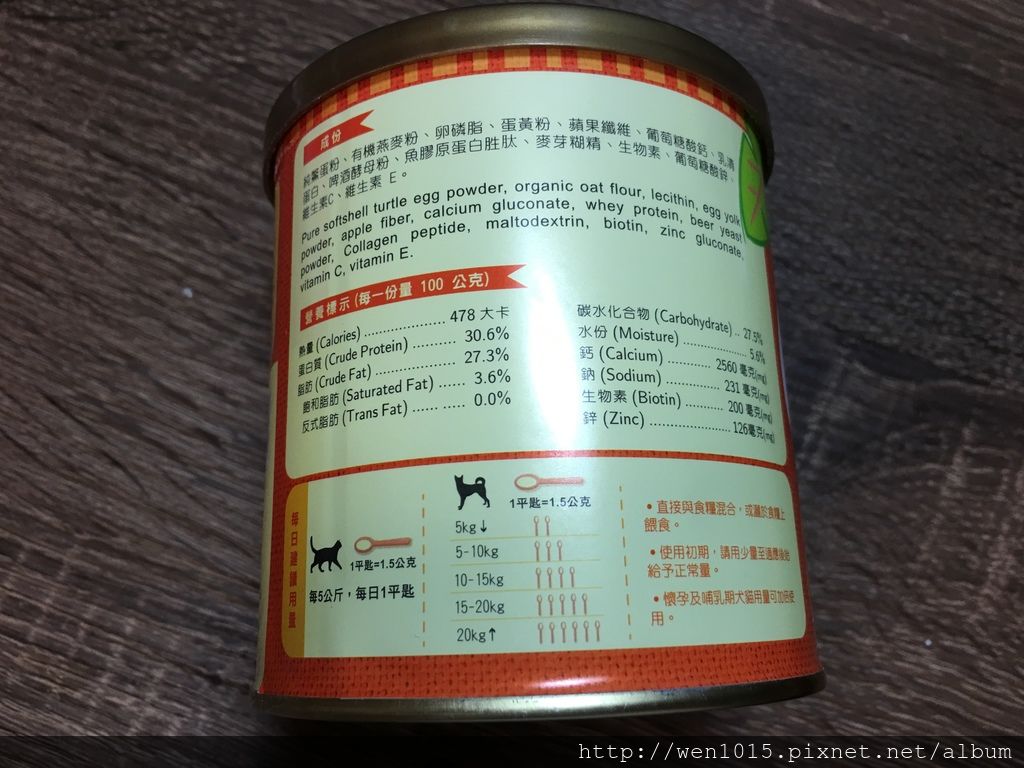 成份
純鱉蛋粉、有機燕麥粉、卵磷脂、蛋黃粉、蘋果纖維、葡萄糖酸鈣、乳清
蛋白、啤酒酵母粉、魚膠原蛋白胜肽、麥芽糊精、生物素、葡萄糖酸鋅、
維生素C、維生素 E。
Pure softshell turtle egg powder, organic oat flour, lecithin, egg yolk
powder, apple fiber, calcium gluconate, whey protein, beer yeast
powder, Collagen peptide, maltodextrin, biotin, zinc gluconate,
vitamin C, vitamin E.
營養標示 (每一份量 100 公克)
熱量 (Calories) .................... 478 大卡
蛋白質 (Crude Protein) .......... 30.6%
脂肪 (Crude Fat) ................... 27.3%
飽和脂肪 (Saturated Fat) ...... 3.6%
反式脂肪 (Trans Fat) ...... ..... 0.0%
碳水化合物 (Carbohydrate) .. 27.5%
水份 (Moisture) ...................... 5.6%
鈣 (Calcium) ................. 2560 毫克(mg)
鈉 (Sodium) .................... 231 毫克(mg)
生物素 (Biotin) ............ 200 毫克(mg)
鋅 (Zinc) ...................... 126毫克(mg)
每日建議用量
1平匙=1.5公克
每5公斤，每日1平匙
1平匙=1.5公克
5kg↓
5-10kg
10-15kg
15-20kg
20kg↑
• 直接與食糧混合，或灑於食糧上
餵食。
• 使用初期，請用少量至適應後始
給予正常量。
• 懷孕及哺乳期犬貓用量可加倍使
用。
http://wen1015.pixnet.net/album